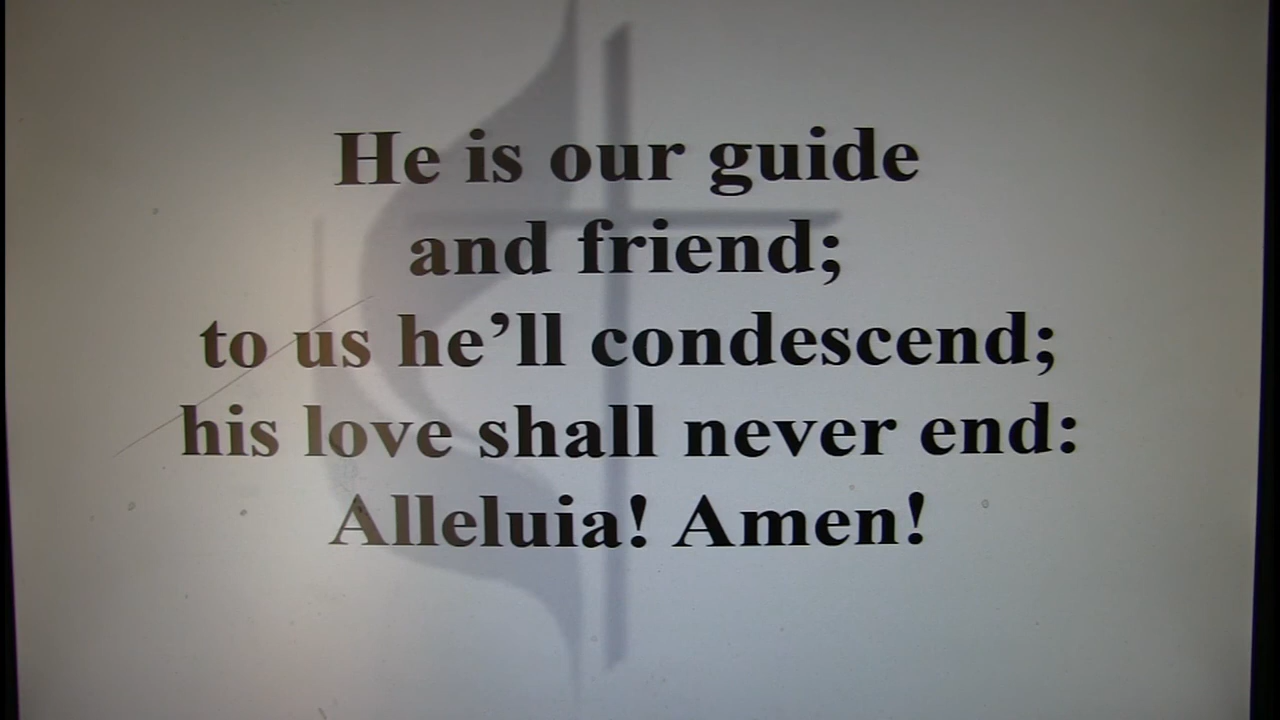 He is our guide
and friend;
to us he’ll condescend;
his love shall never end:
Alleluia! Amen!